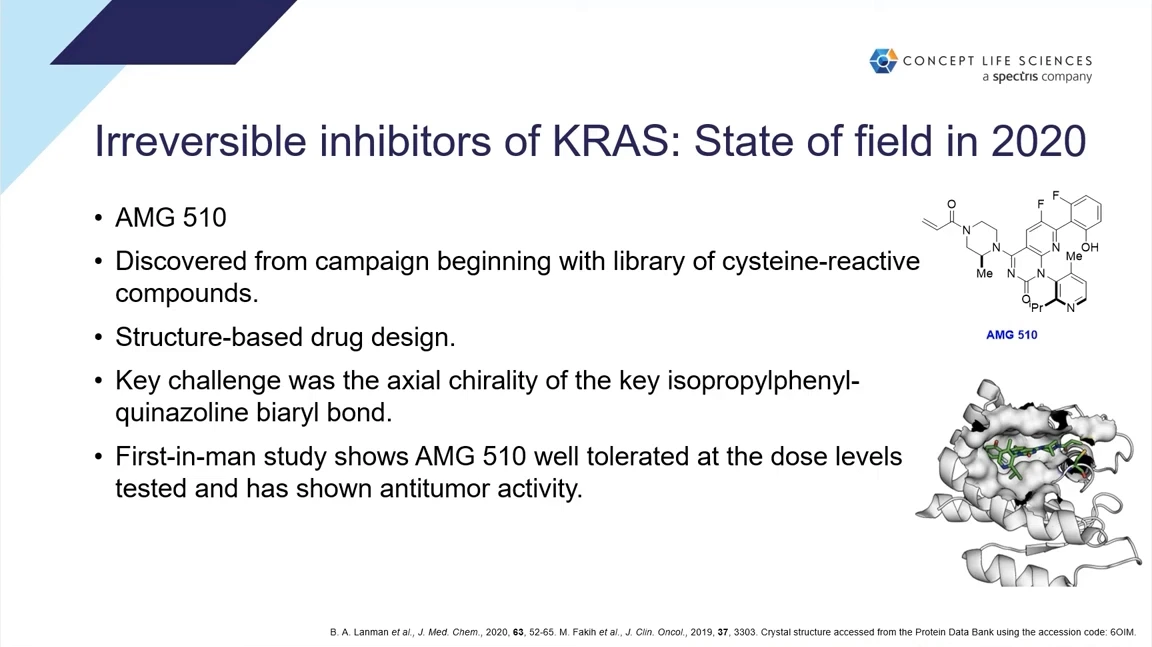 CONCEPT LIFE SCIENCES
a spectris company
Irreversible inhibitors of KRAS: State of field in 2020
• AMG 510
• Discovered from campaign beginning with library of cysteine-reactive
compounds.
• Structure-based drug design.
• Key challenge was the axial chirality of the key isopropylphenyl-
quinazoline biaryl bond.
• First-in-man study shows AMG 510 well tolerated at the dose levels
tested and has shown antitumor activity.
O
F
F
N
N
N
OH
Me
Me
N
N
O
iPr
N
AMG 510
B. A. Lanman et al., J. Med. Chem., 2020, 63, 52-65. M. Fakih et al., J. Clin. Oncol., 2019, 37, 3303. Crystal structure accessed from the Protein Data Bank using the accession code: 6OIM.